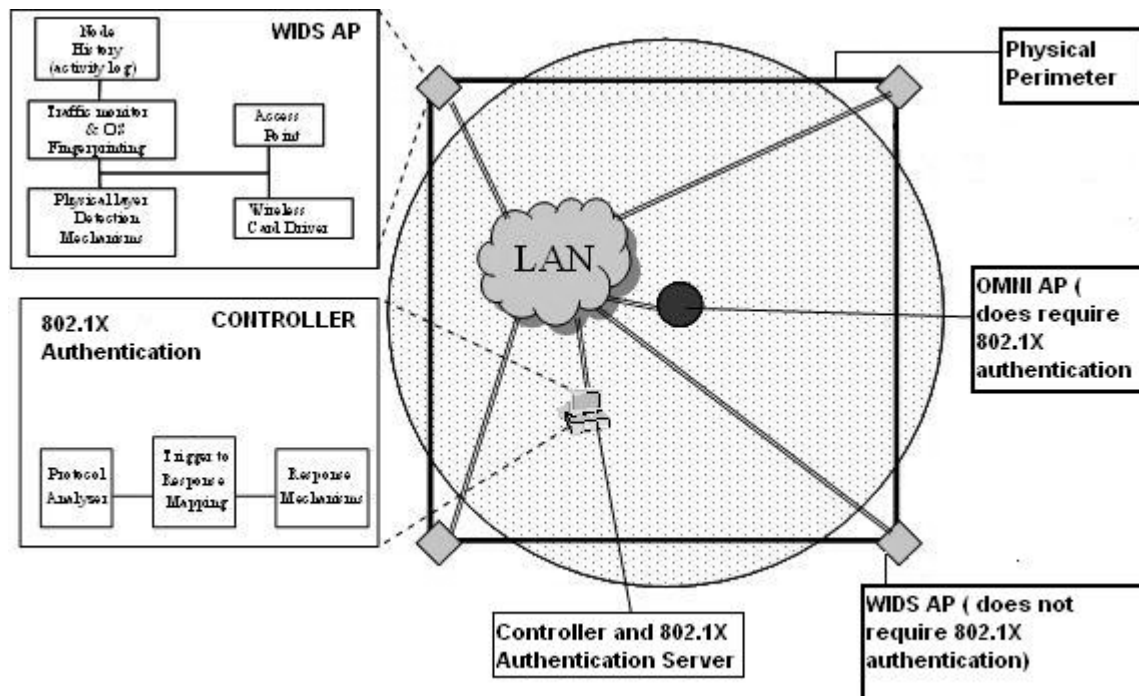 WIDS AP
Node
History
(activity log)
Traffic monitor
& OS
Fingerprinting
Access
Point
Physical layer
Detection
Mechanisms
Wireless
Card Driver
CONTROLLER
802.1X
Authentication
Protocol
Analyzer
Trigger to
Response
Mapping
Response
Mechanisms
LAN
Physical
Perimeter
OMNI AP (
does require
802.1X
authentication
WIDS AP ( does not
require 802.1X
authentication)
Controller and 802.1X
Authentication Server